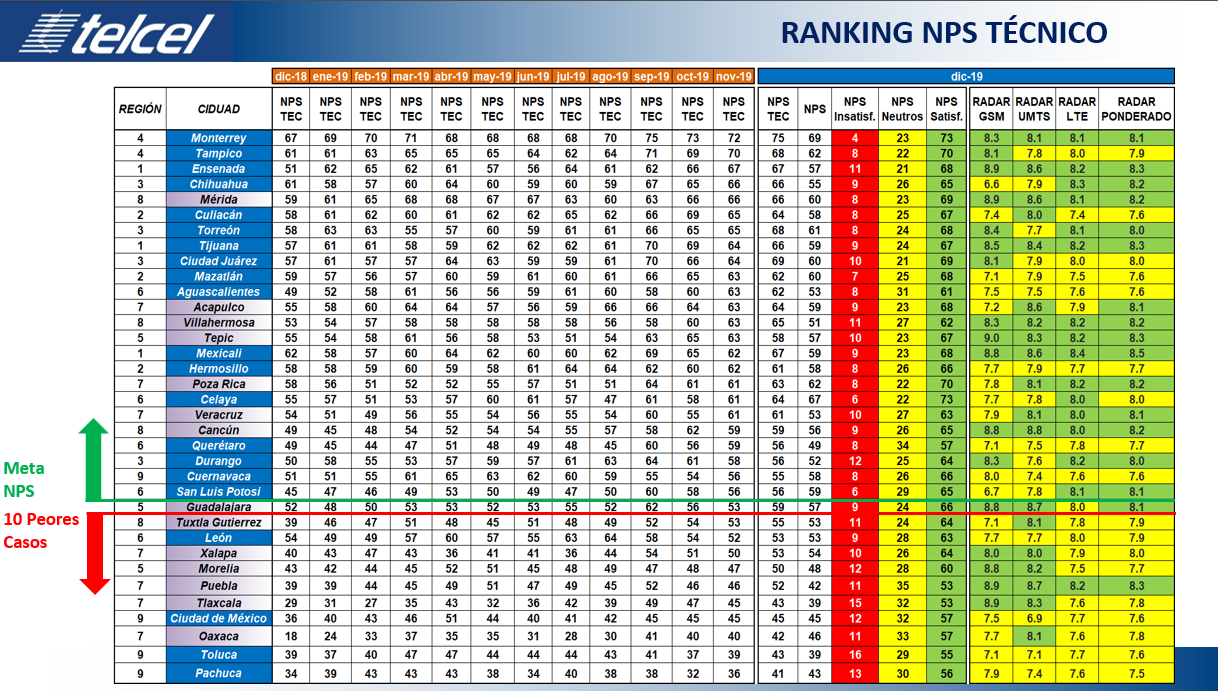 telcel
RANKING NPS TÉCNICO
dic-18 ene-19 feb-19 mar-19 abr-19 may-19 jun-19 jul-19 ago-19 sep-19 oct-19 nov-19 dic-19
REGIÓN CIUDAD NPS TEC NPS TEC NPS TEC NPS TEC NPS TEC NPS TEC NPS TEC NPS TEC NPS TEC NPS TEC NPS TEC NPS TEC NPS TEC NPS NPS Insatisf. NPS Neutros NPS Satisf. RADAR GSM RADAR UMTS RADAR LTE RADAR PONDERADO
4 Monterrey 67 69 70 71 68 68 68 68 70 75 73 72 75 69 4 23 73 8.3 8.1 8.1 8.1
4 Tampico 61 61 63 65 65 65 64 62 64 71 69 70 68 62 8 22 70 8.1 7.8 8.0 7.9
1 Ensenada 51 62 65 62 61 57 56 64 61 62 66 67 67 57 11 21 68 8.9 8.6 8.2 8.3
3 Chihuahua 61 58 57 60 64 60 59 60 59 67 65 66 66 55 9 26 65 6.6 7.9 8.3 8.2
8 Mérida 59 61 65 68 68 67 67 63 60 63 66 66 66 60 8 23 69 8.9 8.6 8.1 8.2
2 Culiacán 58 61 62 60 61 62 62 65 62 66 69 65 64 58 8 25 67 7.4 8.0 7.4 7.6
3 Torreón 58 63 63 55 57 60 59 61 61 66 65 65 68 61 8 24 68 8.4 7.7 8.1 8.0
1 Tijuana 57 61 61 58 59 62 62 62 61 70 69 64 66 59 9 24 67 8.5 8.4 8.2 8.3
3 Ciudad Juárez 57 61 57 57 64 63 59 59 61 70 66 64 69 60 10 21 69 8.1 7.9 8.0 8.0
2 Mazatlán 59 57 56 57 60 59 61 60 61 66 65 63 62 60 7 25 68 7.1 7.9 7.5 7.6
6 Aguascalientes 49 52 58 61 56 56 59 61 60 58 60 63 62 53 8 31 61 7.5 7.5 7.6 7.6
7 Acapulco 55 58 60 64 64 57 56 59 66 66 64 63 64 59 9 23 68 7.2 8.6 7.9 8.1
8 Villahermosa 53 54 57 58 58 58 58 58 56 58 60 63 65 51 11 27 62 8.3 8.2 8.2 8.2
5 Tepic 55 54 58 61 56 58 53 51 54 63 65 63 58 57 10 23 67 9.0 8.3 8.2 8.3
1 Mexicali 62 58 57 60 64 62 60 60 62 69 65 62 67 59 9 23 68 8.8 8.6 8.4 8.5
2 Hermosillo 58 58 59 60 59 58 61 64 64 62 60 62 61 58 8 26 66 7.7 7.9 7.7 7.7
7 Poza Rica 58 56 51 52 52 55 57 51 51 64 61 61 63 62 8 22 70 7.8 8.1 8.2 8.2
6 Celaya 55 57 51 53 57 60 61 57 47 61 58 61 64 67 6 22 73 7.7 7.8 8.0 8.0
7 Veracruz 54 51 49 56 55 54 56 55 54 60 55 61 61 53 10 27 63 7.9 8.1 8.0 8.1
8 Cancún 49 45 48 54 52 54 54 55 57 58 62 59 59 56 9 26 65 8.8 8.8 8.0 8.2
6 Querétaro 49 45 44 47 51 48 49 48 45 60 56 59 56 49 8 34 57 7.1 7.5 7.8 7.7
3 Durango 50 58 55 53 57 59 57 61 63 64 61 58 56 52 12 25 64 8.3 7.6 8.2 8.0
9 Cuernavaca 51 51 55 61 65 63 62 60 59 55 54 56 55 58 8 26 66 8.0 7.4 7.6 7.6
Meta
NPS
6 San Luis Potosí 45 47 46 49 53 50 49 47 50 60 58 56 56 59 6 29 65 6.7 7.8 8.1 8.1
5 Guadalajara 52 48 50 53 53 52 53 55 52 62 56 53 59 57 9 24 66 8.8 8.7 8.0 8.1
10 Peores
Casos
8 Tuxtla Gutierrez 39 46 47 51 48 45 51 48 49 52 54 53 55 53 11 24 64 7.1 8.1 7.8 7.9
6 León 54 49 49 57 60 57 55 63 64 58 54 52 53 53 9 28 63 7.7 7.7 8.0 7.9
7 Xalapa 40 43 47 43 36 41 41 36 44 54 51 50 53 54 10 26 64 8.0 8.0 7.9 8.0
5 Morelia 43 42 44 45 52 51 45 48 49 47 48 47 50 48 12 28 60 8.8 8.2 7.5 7.7
7 Puebla 39 39 44 45 49 51 47 49 45 52 46 46 52 42 11 35 53 8.9 8.7 8.2 8.3
7 Tlaxcala 29 31 27 35 43 32 36 42 39 49 47 45 43 39 15 32 53 8.9 8.3 7.6 7.8
9 Ciudad de México 36 40 43 46 51 44 40 41 42 45 45 45 45 45 12 32 57 7.5 6.9 7.7 7.6
7 Oaxaca 18 24 33 37 35 35 31 28 30 41 40 40 42 46 11 33 57 7.7 8.1 7.6 7.8
9 Toluca 39 37 40 47 47 44 44 44 43 41 37 39 43 39 16 29 55 7.1 7.1 7.7 7.6
9 Pachuca 34 39 43 43 43 38 34 40 38 38 32 36 41 43 13 30 56 7.9 7.4 7.6 7.5